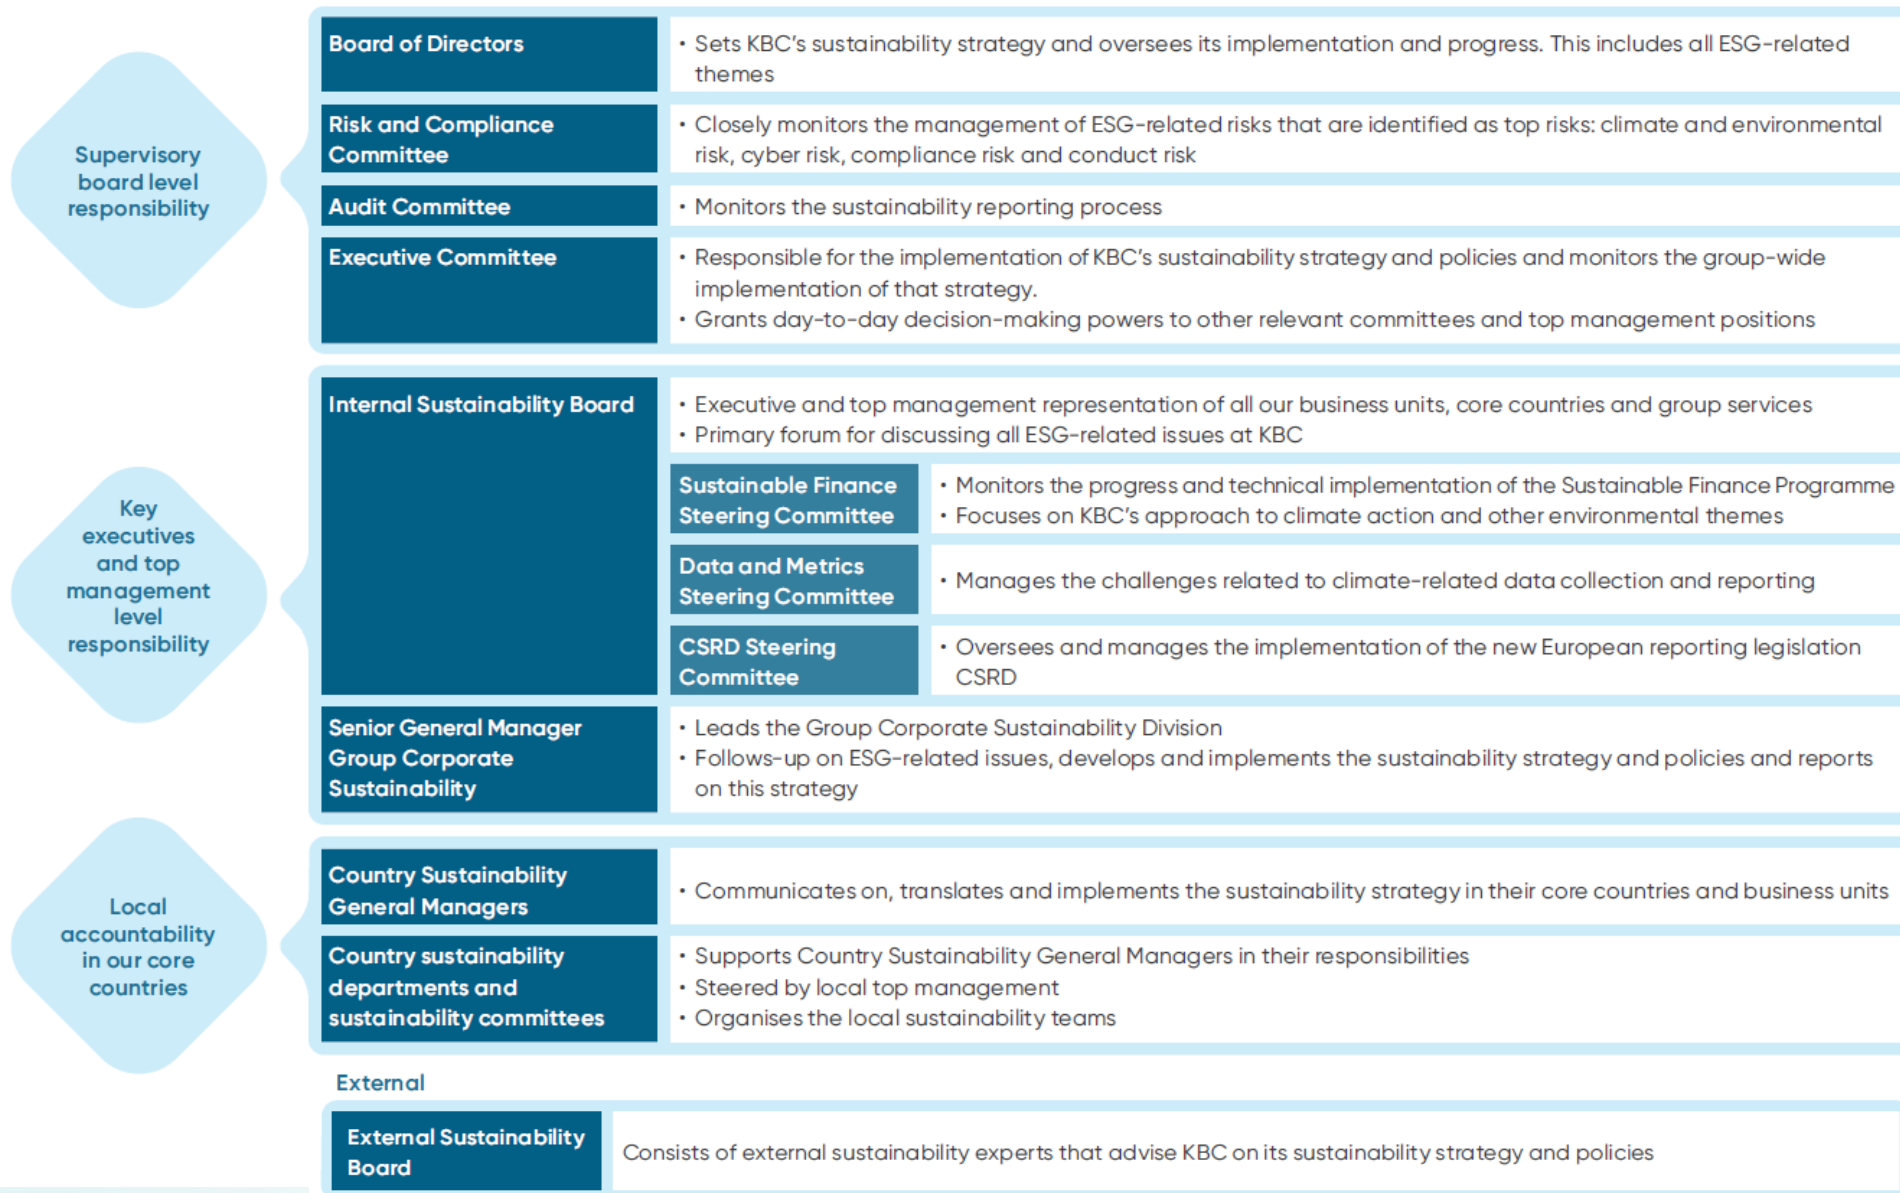 Supervisory
board level
responsibility
Board of Directors
• Sets KBC's sustainability strategy and oversees its implementation and progress. This includes all ESG-related
themes
Risk and Compliance
Committee
• Closely monitors the management of ESG-related risks that are identified as top risks: climate and environmental
risk, cyber risk, compliance risk and conduct risk
Audit Committee
• Monitors the sustainability reporting process
Executive Committee
• Responsible for the implementation of KBC's sustainability strategy and policies and monitors the group-wide
implementation of that strategy.
• Grants day-to-day decision-making powers to other relevant committees and top management positions
Key
executives
and top
management
level
responsibility
Internal Sustainability Board
• Executive and top management representation of all our business units, core countries and group services
• Primary forum for discussing all ESG-related issues at KBC
Sustainable Finance
Steering Committee
• Monitors the progress and technical implementation of the Sustainable Finance Programme
• Focuses on KBC's approach to climate action and other environmental themes
Data and Metrics
Steering Committee
• Manages the challenges related to climate-related data collection and reporting
CSRD Steering
Committee
• Oversees and manages the implementation of the new European reporting legislation
CSRD
Senior General Manager
Group Corporate
Sustainability
• Leads the Group Corporate Sustainability Division
• Follows-up on ESG-related issues, develops and implements the sustainability strategy and policies and reports
on this strategy
Local
accountability
in our core
countries
Country Sustainability
General Managers
• Communicates on, translates and implements the sustainability strategy in their core countries and business units
Country sustainability
departments and
sustainability committees
• Supports Country Sustainability General Managers in their responsibilities
• Steered by local top management
• Organises the local sustainability teams
External
External Sustainability
Board
Consists of external sustainability experts that advise KBC on its sustainability strategy and policies